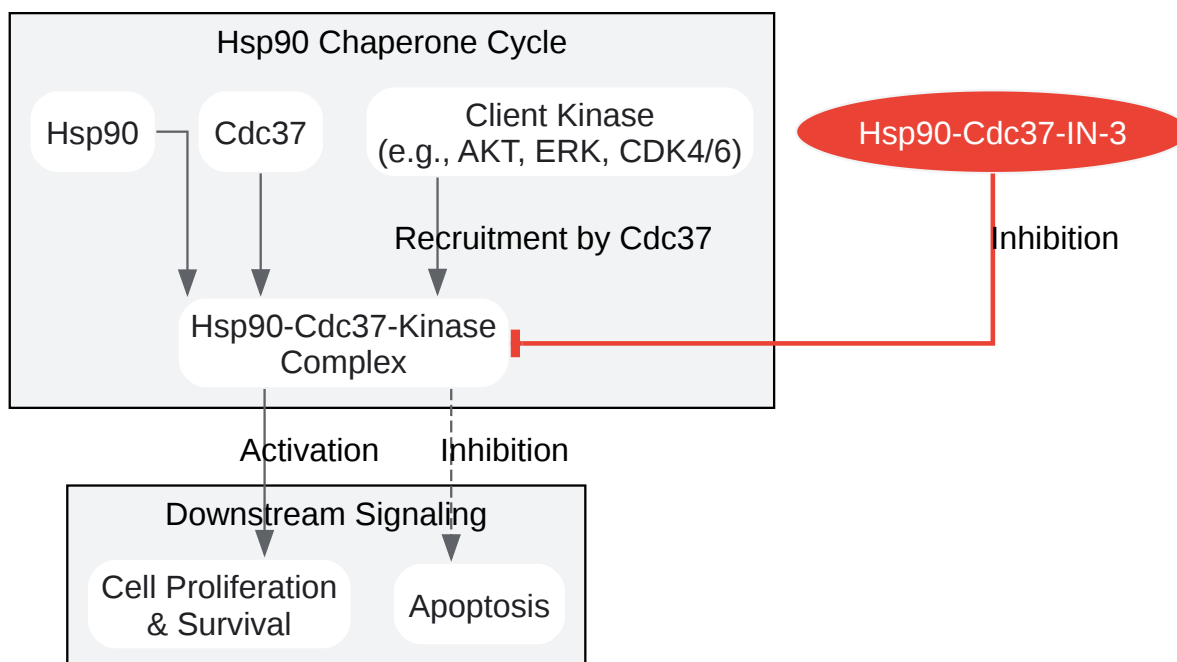 Hsp90 Chaperone Cycle
Hsp90
Cdc37
Client Kinase
(e.g., AKT, ERK, CDK4/6)
Hsp90-Cdc37-IN-3
Recruitment by Cdc37
Inhibition
Hsp90-Cdc37-Kinase
Complex
Activation
Inhibition
Downstream Signaling
Cell Proliferation
& Survival
Apoptosis